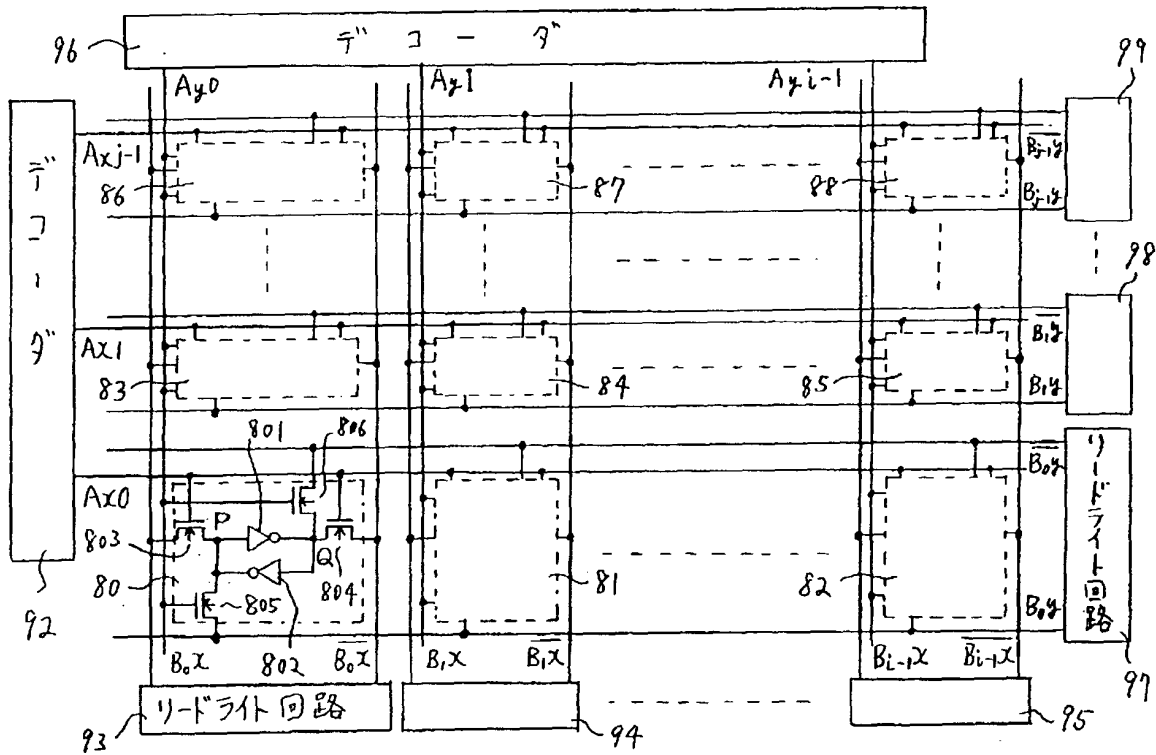 96
デコーダ
99
Ay0
Ay1
Ayi-1
デコーダ
Axj-1
86
87
88
B̅j-1y̅
Bj-1y
98
Ax1
83
84
85
B̅1y̅
B1y
801
806
Ax0
P
Q
803
804
80
805
802
81
82
B̅0y̅
B0y
リードライト回路
92
B0x
B̅0x̅
B1x
B̅1x̅
Bi-1x
B̅i-1x̅
97
リードライト回路
93
94
95